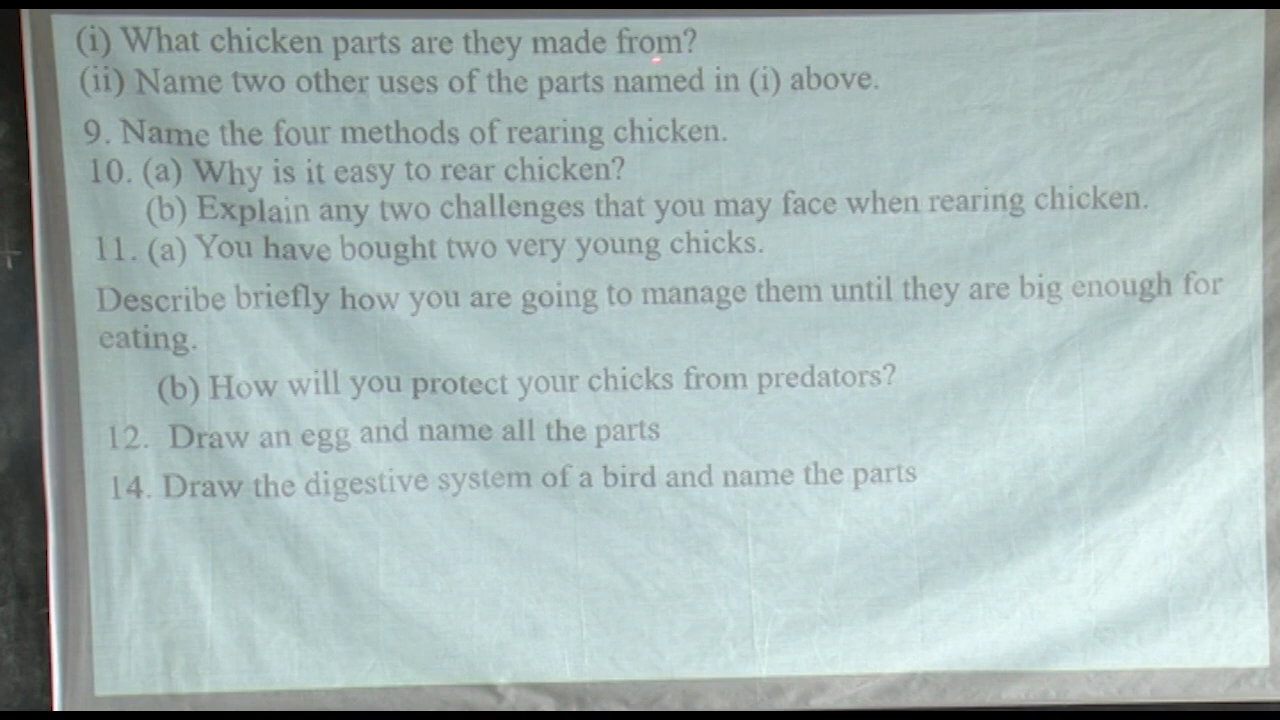 (i) What chicken parts are they made from?
(ii) Name two other uses of the parts named in (i) above.
9. Name the four methods of rearing chicken.
10. (a) Why is it easy to rear chicken?
(b) Explain any two challenges that you may face when rearing chicken.
11. (a) You have bought two very young chicks.
Describe briefly how you are going to manage them until they are big enough for
eating.
(b) How will you protect your chicks from predators?
12. Draw an egg and name all the parts
14. Draw the digestive system of a bird and name the parts